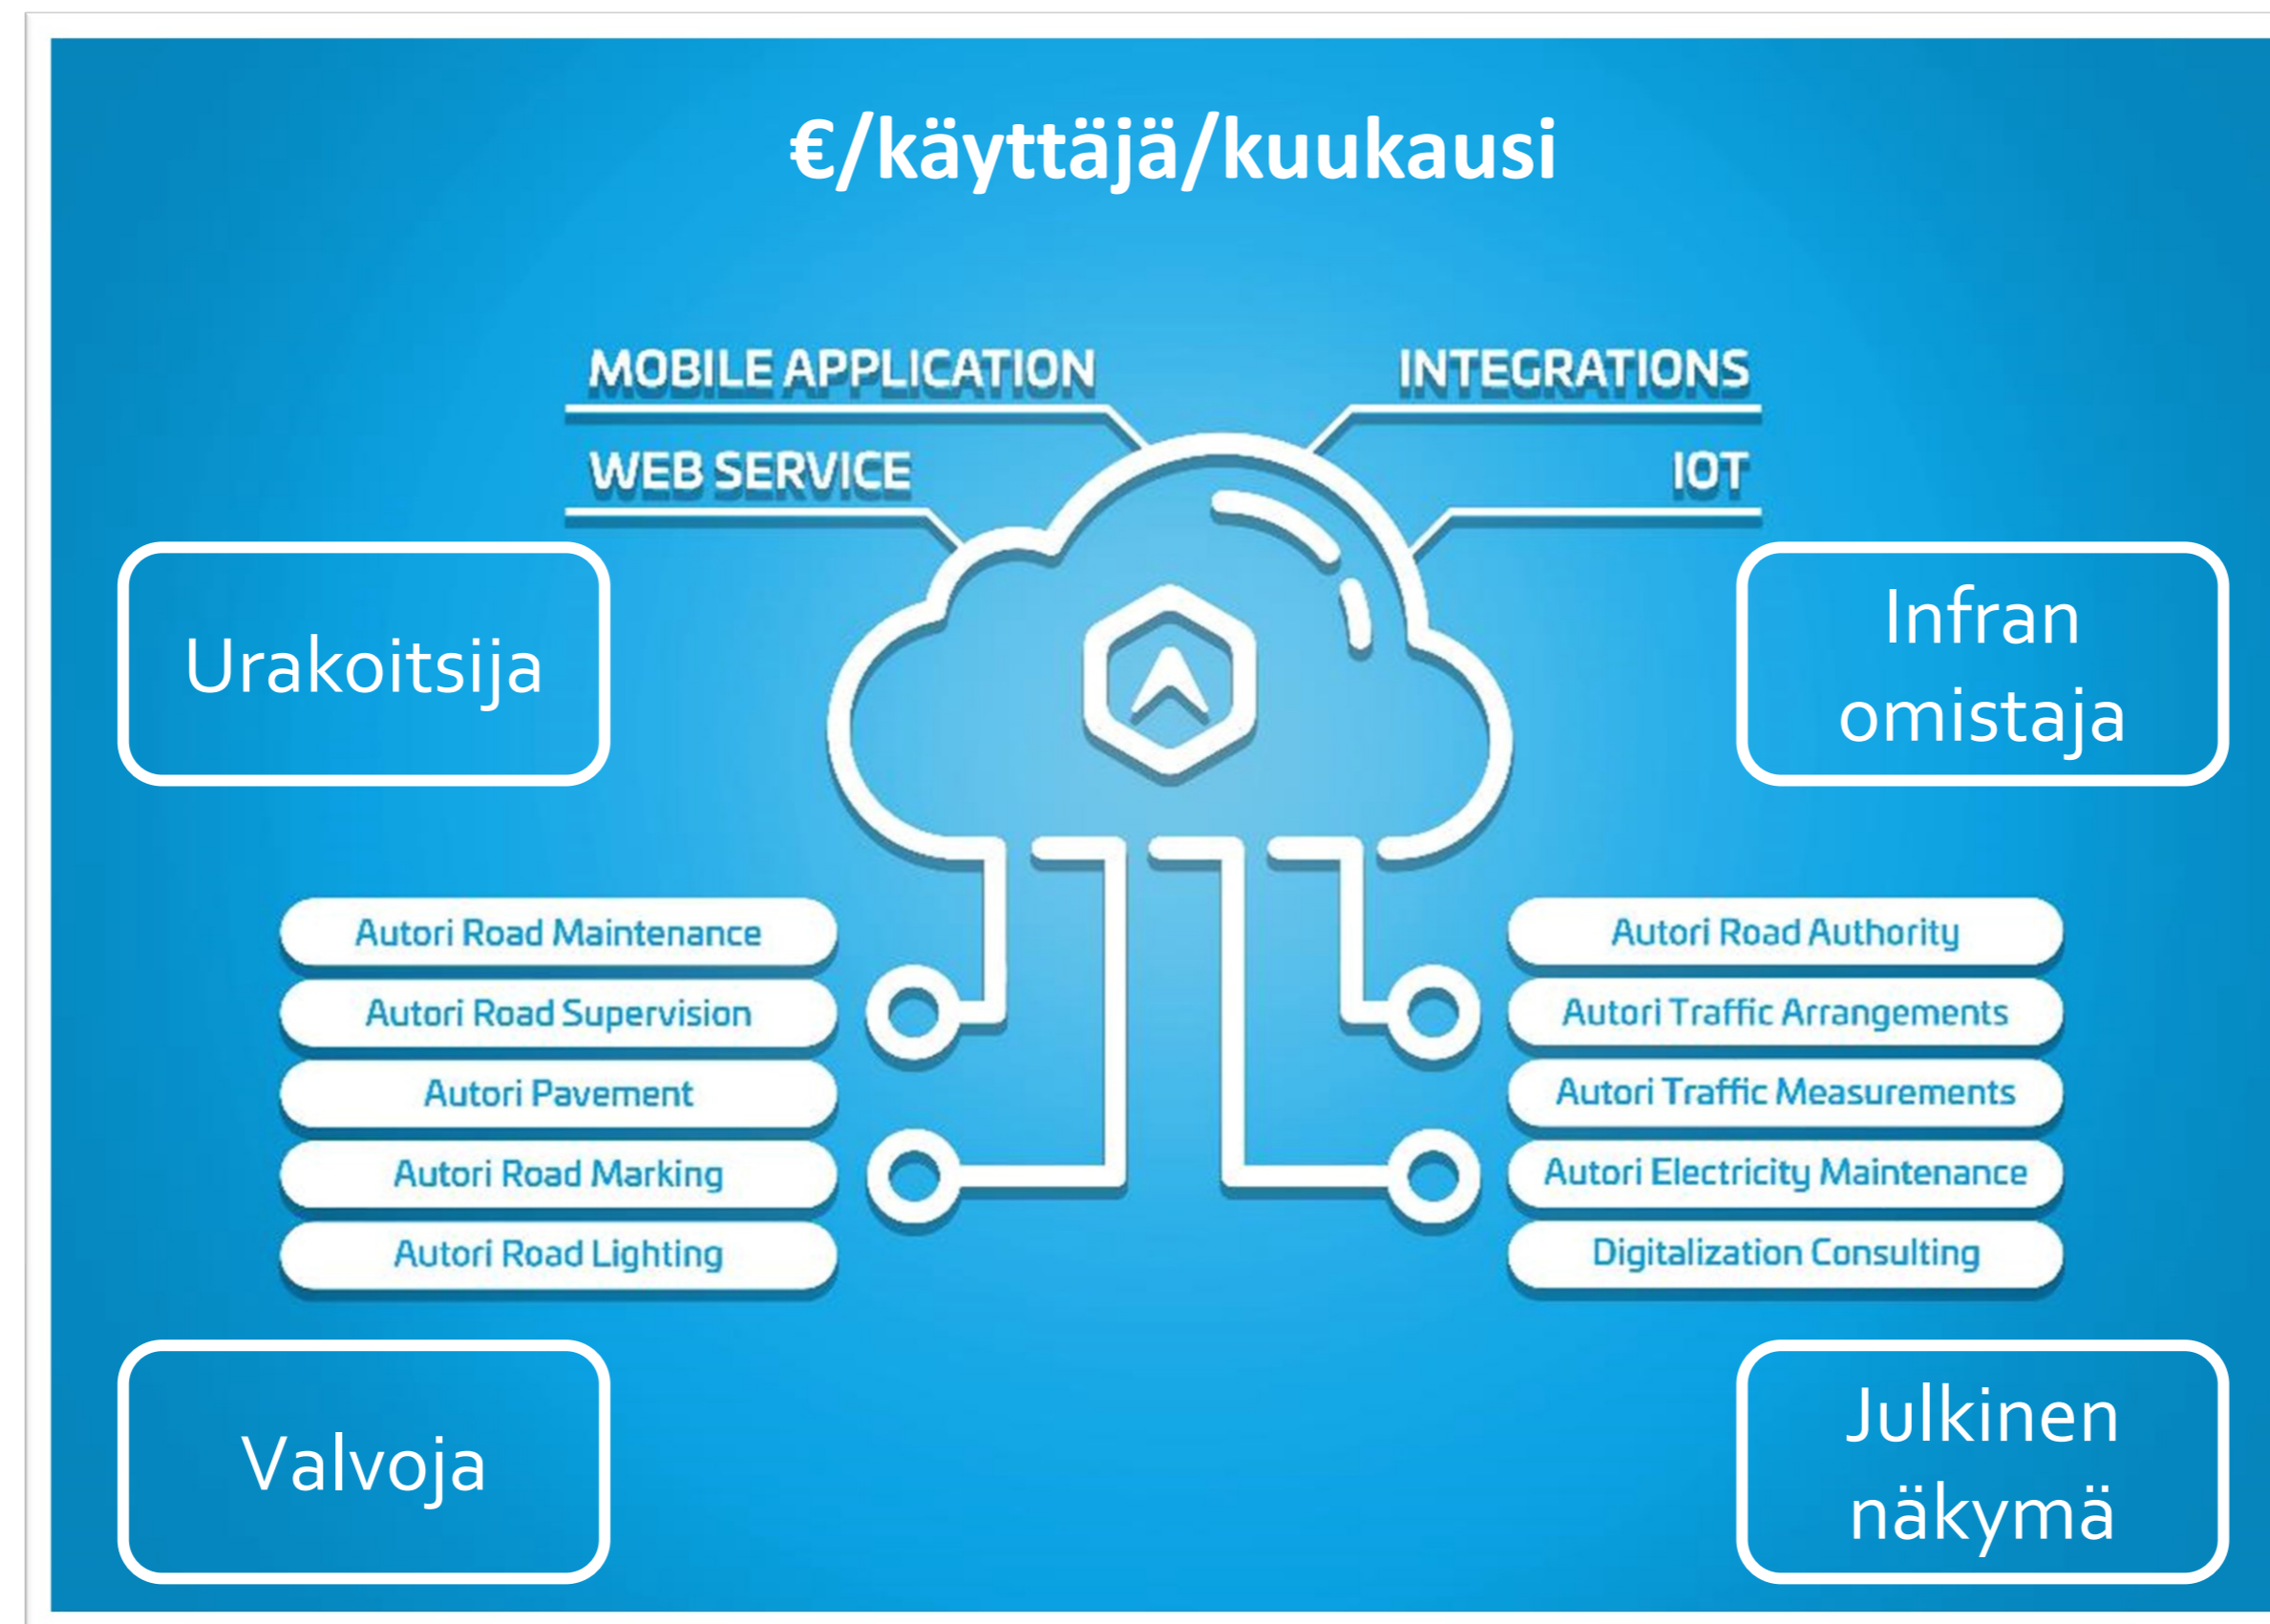 €/käyttäjä/kuukausi
MOBILE APPLICATION
INTEGRATIONS
WEB SERVICE
IOT
Urakoitsija
Infran
omistaja
Autori Road Maintenance
Autori Road Supervision
Autori Pavement
Autori Road Marking
Autori Road Lighting
Autori Road Authority
Autori Traffic Arrangements
Autori Traffic Measurements
Autori Electricity Maintenance
Digitalization Consulting
Valvoja
Julkinen
näkymä